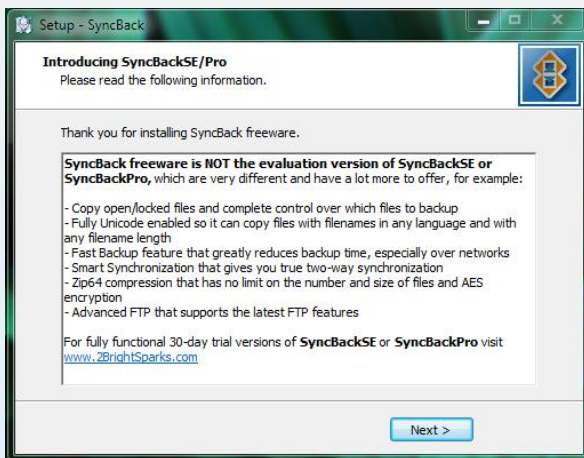 Setup - SyncBack
Introducing SyncBackSE/Pro
Please read the following information.
Thank you for installing SyncBack freeware.
SyncBack freeware is NOT the evaluation version of SyncBackSE or
SyncBackPro, which are very different and have a lot more to offer, for example:
- Copy open/locked files and complete control over which files to backup
- Fully Unicode enabled so it can copy files with filenames in any language and with
any filename length
- Fast Backup feature that greatly reduces backup time, especially over networks
- Smart Synchronization that gives you true two-way synchronization
- Zip64 compression that has no limit on the number and size of files and AES
encryption
- Advanced FTP that supports the latest FTP features
For fully functional 30-day trial versions of SyncBackSE or SyncBackPro visit
www.2BrightSparks.com
Next >